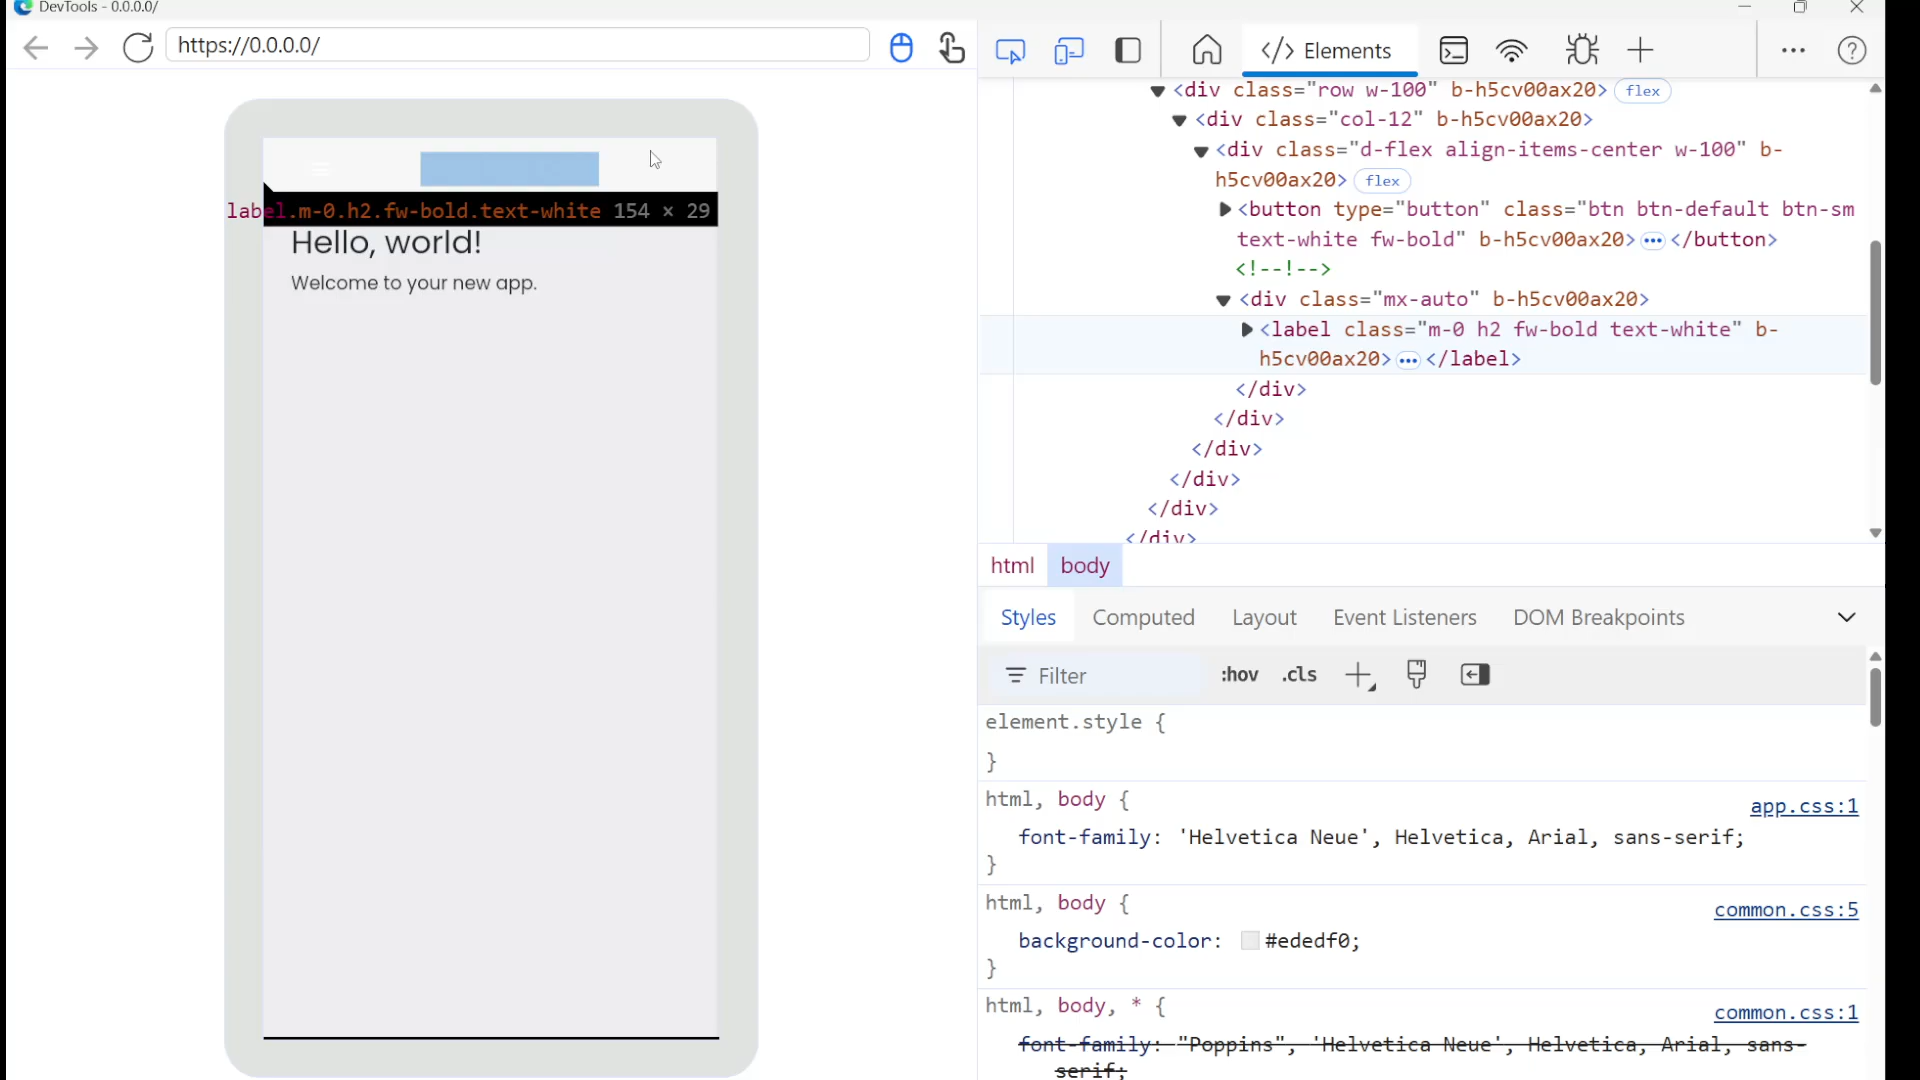 DevTools - 0.0.0.0/
https://0.0.0.0/
label.m-0.h2.fw-bold.text-white 154 × 29
Hello, world!
Welcome to your new app.
</> Elements
<div class="row w-100" b-h5cv00ax20> flex
<div class="col-12" b-h5cv00ax20>
<div class="d-flex align-items-center w-100" b-
h5cv00ax20> flex
<button type="button" class="btn btn-default btn-sm
text-white fw-bold" b-h5cv00ax20> ••• </button>
<!--!-->
<div class="mx-auto" b-h5cv00ax20>
<label class="m-0 h2 fw-bold text-white" b-
h5cv00ax20> ••• </label>
</div>
</div>
</div>
</div>
</div>
</div>
html body
Styles Computed Layout Event Listeners DOM Breakpoints
Filter :hov .cls
element.style {
}
html, body { app.css:1
font-family: 'Helvetica Neue', Helvetica, Arial, sans-serif;
}
html, body { common.css:5
background-color: #ededf0;
}
html, body, * { common.css:1
font-family: "Poppins", 'Helvetica Neue', Helvetica, Arial, sans-
serif;